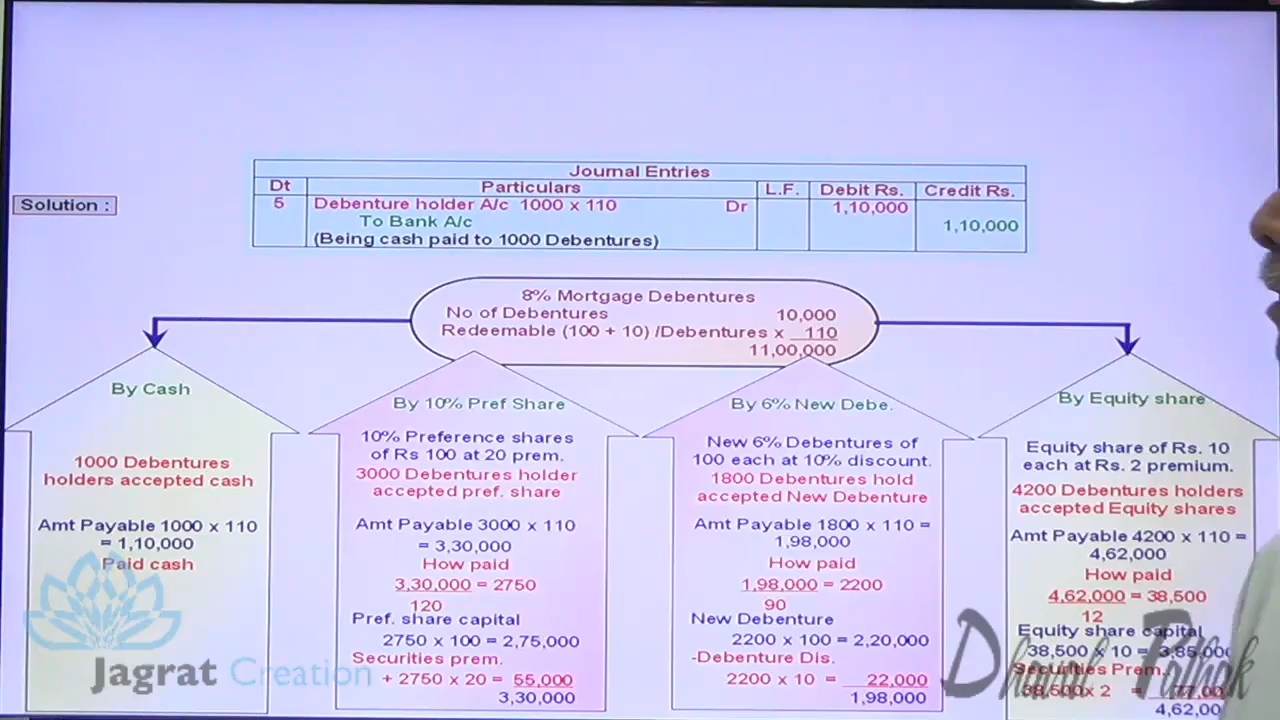 Journal Entries
Dt Particulars L.F. Debit Rs. Credit Rs.
Solution :
5 Debenture holder A/c 1000 x 110 Dr 1,10,000
To Bank A/c 1,10,000
(Being cash paid to 1000 Debentures)
8% Mortgage Debentures
No of Debentures 10,000
Redeemable (100 + 10) /Debentures x 110
11,00,000
By Cash
1000 Debentures
holders accepted cash
Amt Payable 1000 x 110
= 1,10,000
Paid cash
By 10% Pref Share
10% Preference shares
of Rs 100 at 20 prem.
3000 Debentures holder
accepted pref. share
Amt Payable 3000 x 110
= 3,30,000
How paid
3,30,000 = 2750
120
Pref. share capital
2750 x 100 = 2,75,000
Securities prem.
+ 2750 x 20 = 55,000
3,30,000
By 6% New Debe.
New 6% Debentures of
100 each at 10% discount.
1800 Debentures hold
accepted New Debenture
Amt Payable 1800 x 110 =
1,98,000
How paid
1,98,000 = 2200
90
New Debenture
2200 x 100 = 2,20,000
-Debenture Dis.
2200 x 10 = 22,000
1,98,000
By Equity share
Equity share of Rs. 10
each at Rs. 2 premium.
4200 Debentures holders
accepted Equity shares
Amt Payable 4200 x 110 =
4,62,000
How paid
4,62,000 = 38,500
12
Equity share capital
38,500 x 10 =
Securities Prem.
38,500x 2 =
4,62,00
Jagrat Creation